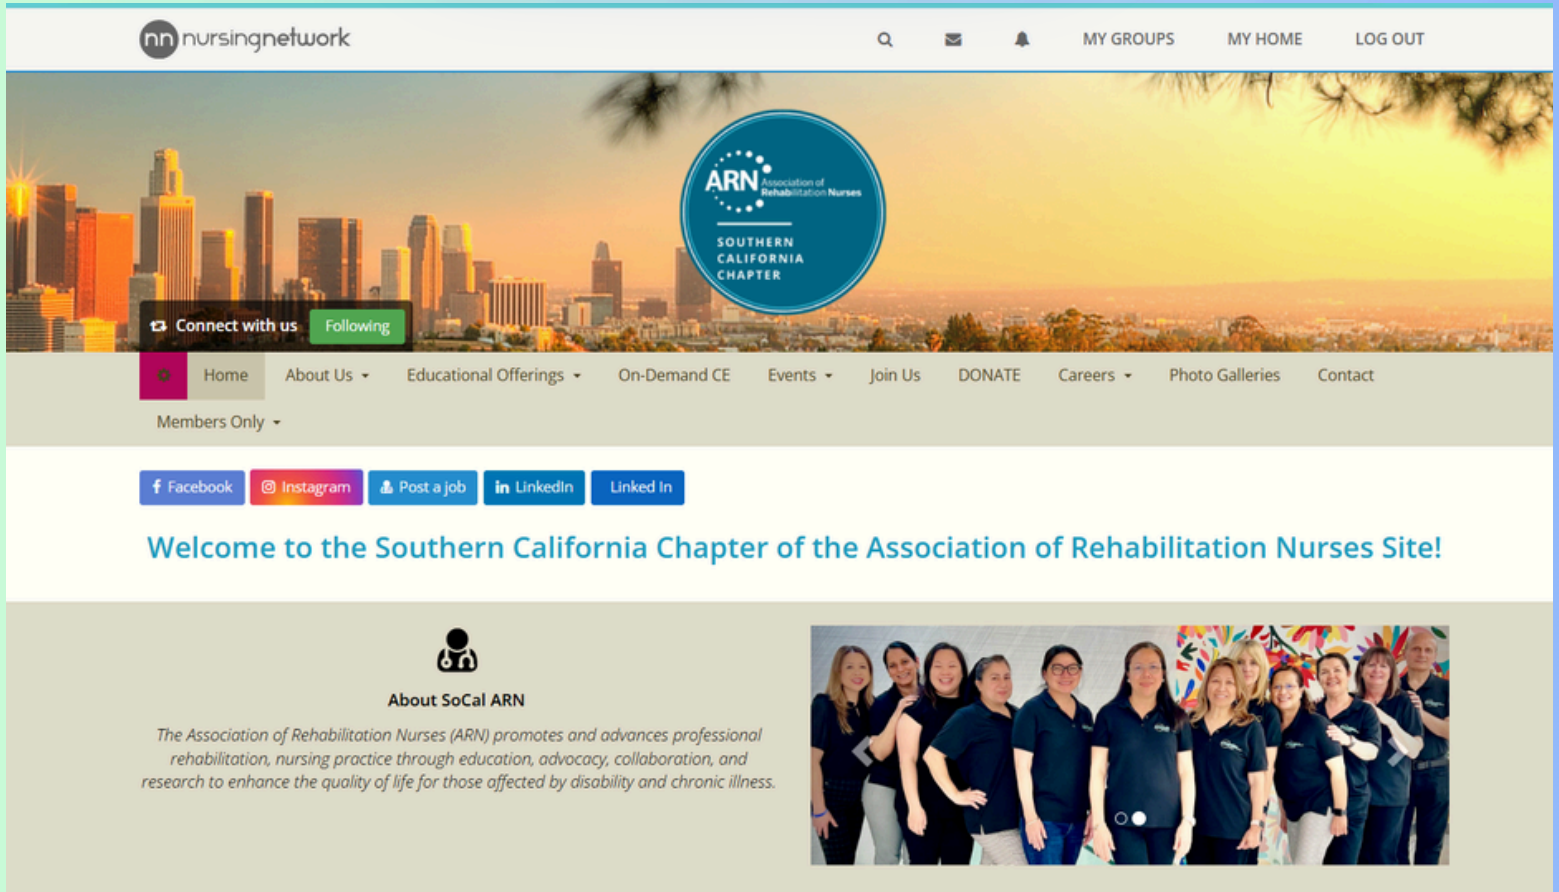 nn nursingnetwork
MY GROUPS MY HOME LOG OUT
ARN Association of
Rehabilitation Nurses
SOUTHERN
CALIFORNIA
CHAPTER
Connect with us Following
Home About Us Educational Offerings On-Demand CE Events Join Us DONATE Careers Photo Galleries Contact
Members Only
f Facebook Instagram Post a job in LinkedIn Linked In
Welcome to the Southern California Chapter of the Association of Rehabilitation Nurses Site!
About SoCal ARN
The Association of Rehabilitation Nurses (ARN) promotes and advances professional
rehabilitation, nursing practice through education, advocacy, collaboration, and
research to enhance the quality of life for those affected by disability and chronic illness.